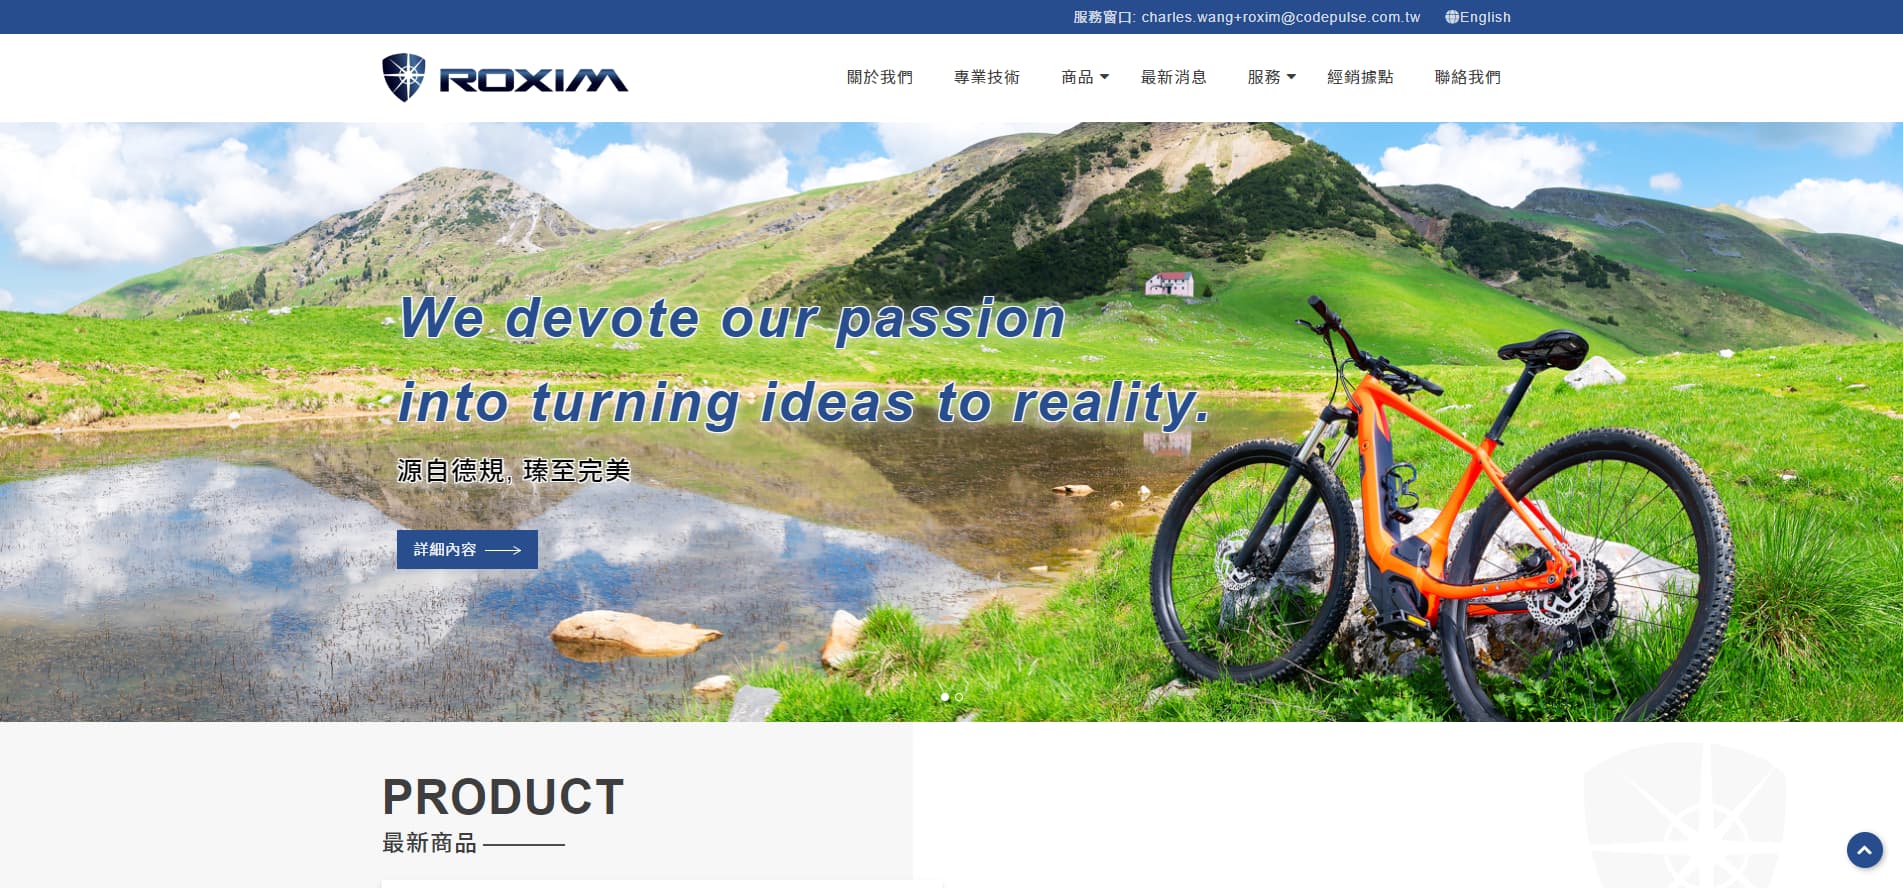 服務窗口: charles.wang+roxim@codepulse.com.tw English
ROXIM
關於我們 專業技術 商品 最新消息 服務 經銷據點 聯絡我們
We devote our passion
into turning ideas to reality.
源自德規, 瑧至完美
詳細內容
PRODUCT
最新商品